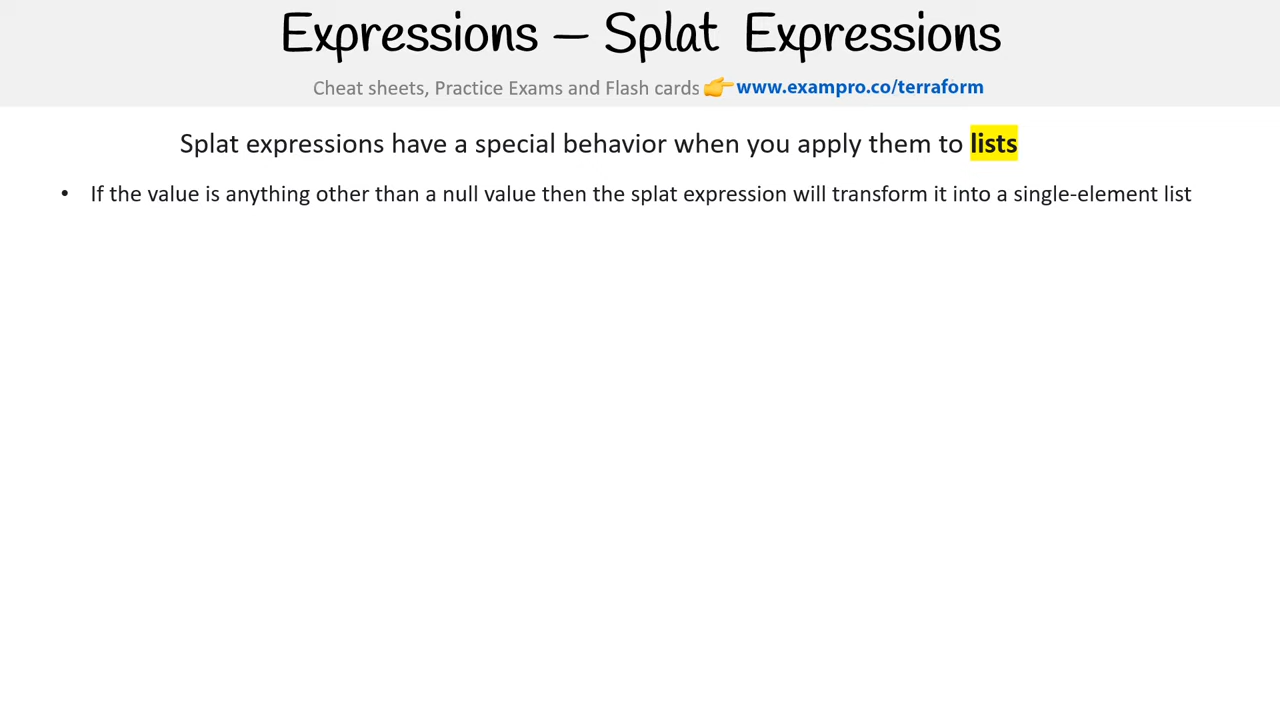 Expressions — Splat Expressions
Cheat sheets, Practice Exams and Flash cards 👉 www.exampro.co/terraform
Splat expressions have a special behavior when you apply them to lists
• If the value is anything other than a null value then the splat expression will transform it into a single-element list